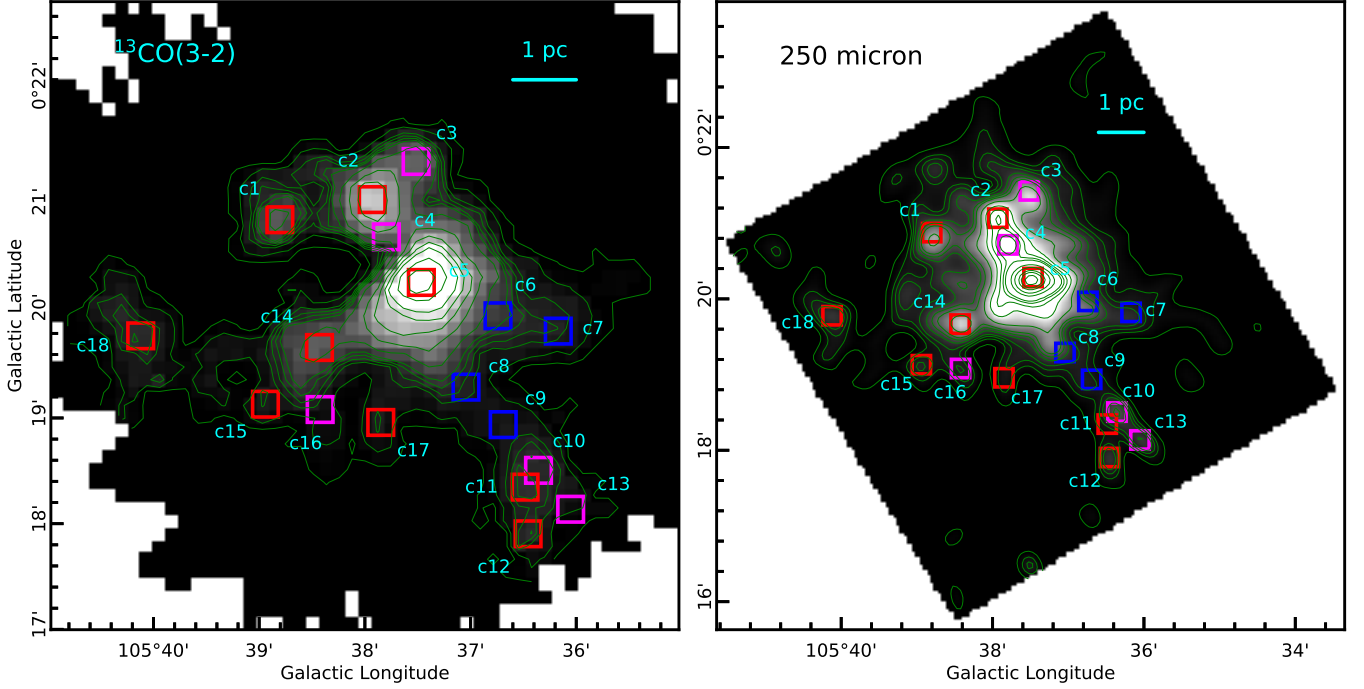 ¹³CO(3-2)
1 pc
c1
c2
c3
c4
c5
c6
c7
c8
c9
c10
c11
c12
c13
c14
c15
c16
c17
c18
0°22'
21'
20'
19'
18'
17'
Galactic Latitude
105°40'
39'
38'
37'
36'
Galactic Longitude
250 micron
1 pc
c1
c2
c3
c4
c5
c6
c7
c8
c9
c10
c11
c12
c13
c14
c15
c16
c17
c18
0°22'
20'
18'
16'
105°40'
38'
36'
34'
Galactic Longitude